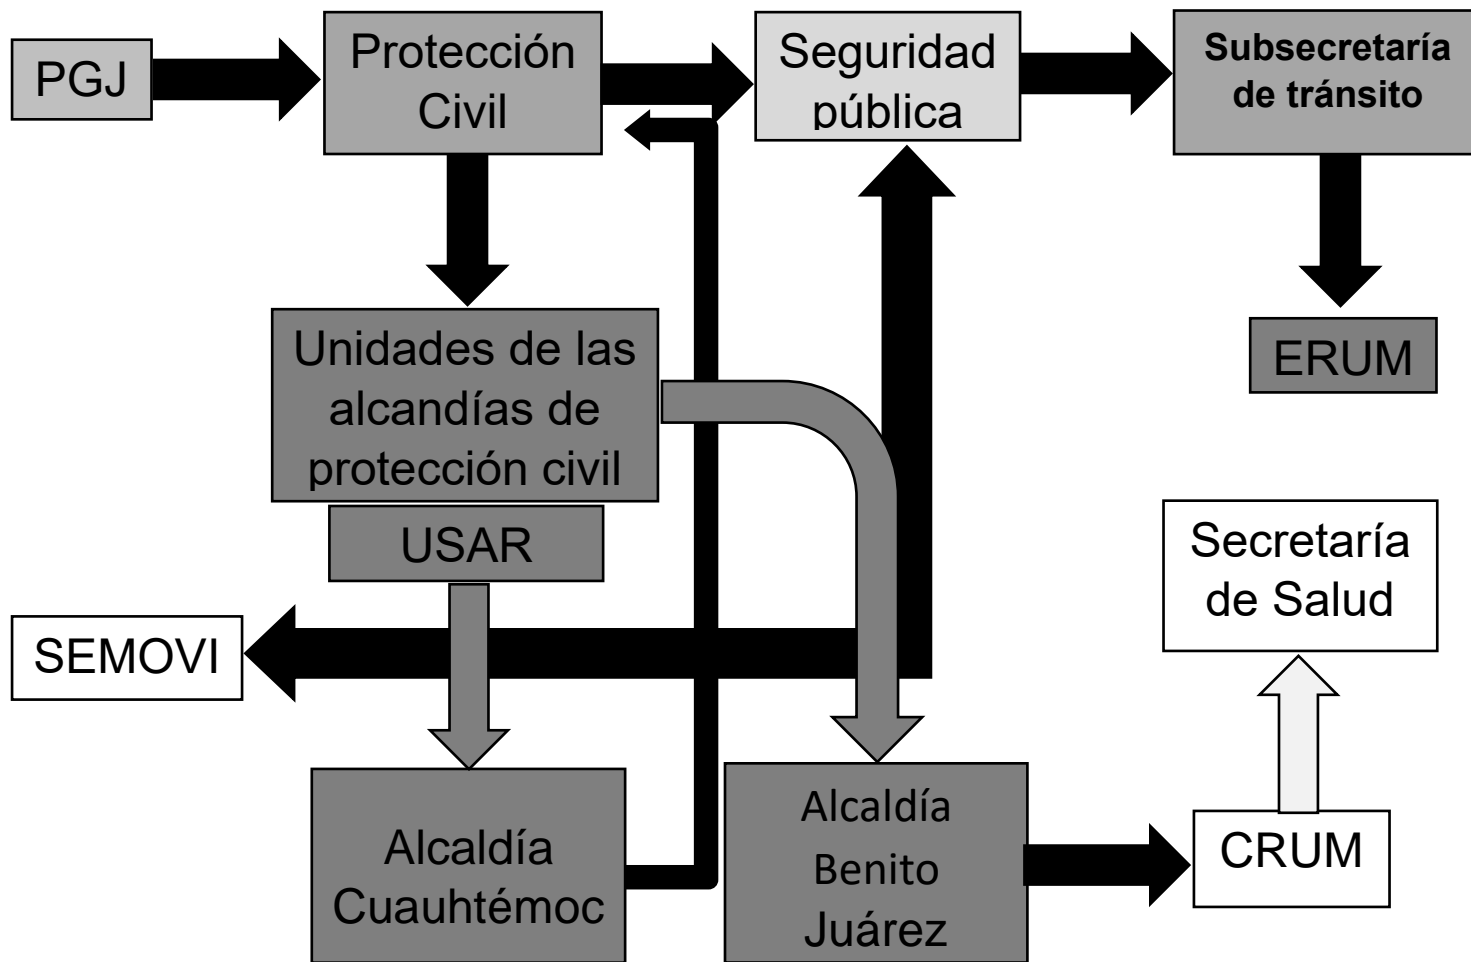 PGJ
Protección
Civil
Seguridad
pública
Subsecretaría
de tránsito
Unidades de las
alcandías de
protección civil
ERUM
USAR
Secretaría
de Salud
SEMOVI
Alcaldía
Cuauhtémoc
Alcaldía
Benito
Juárez
CRUM